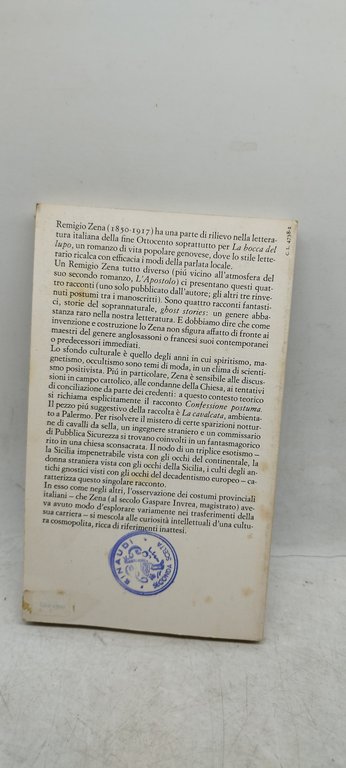 Remigio Zena (1850-1917) ha una parte di rilievo nella lettera-
tura italiana della fine Ottocento soprattutto per La bocca del
lupo, un romanzo di vita popolare genovese, dove lo stile lette-
rario ricalca con efficacia i modi della parlata locale.
Un Remigio Zena tutto diverso (piú vicino all'atmosfera del
suo secondo romanzo, L'Apostolo) ci presentano questi quat-
tro racconti (uno solo pubblicato dall'autore; gli altri tre rinve-
nuti postumi tra i manoscritti). Sono quattro racconti fantasti-
ci, storie del soprannaturale, ghost stories: un genere abba-
stanza raro nella nostra letteratura. E dobbiamo dire che come
invenzione e costruzione lo Zena non sfigura affatto di fronte ai
maestri del genere anglosassoni o francesi suoi contemporanei
o predecessori immediati.
Lo sfondo culturale è quello degli anni in cui spiritismo, ma-
gnetismo, occultismo sono temi di moda, in un clima di scienti-
smo positivista. Piú in particolare, Zena è sensibile alle discus-
sioni in campo cattolico, alle condanne della Chiesa, ai tentativi
di conciliazione da parte dei credenti: a questo contesto teorico
si richiama esplicitamente il racconto Confessione postuma.
Il pezzo piú suggestivo della raccolta è La cavalcata, ambienta-
to a Palermo. Per risolvere il mistero di certe sparizioni nottur-
ne di cavalli da sella, un ingegnere straniero e un commissario
di Pubblica Sicurezza si trovano coinvolti in un fantasmagorico
rito in una chiesa sconsacrata. Il nodo di un triplice esotismo –
la Sicilia impenetrabile vista con gli occhi del continentale, la
donna straniera vista con gli occhi della Sicilia, i culti degli an-
tichi gnostici visti con gli occhi del decadentismo europeo – ca-
ratterizza questo singolare racconto.
In esso come negli altri, l'osservazione dei costumi provinciali
italiani – che Zena (al secolo Gaspare Invrea, magistrato) ave-
va avuto modo d'esplorare variamente nei trasferimenti della
sua carriera – si mescola alle curiosità intellettuali d'una cultu-
ra cosmopolita, ricca di riferimenti inattesi.
C. L. 4738-2
EINAUDI